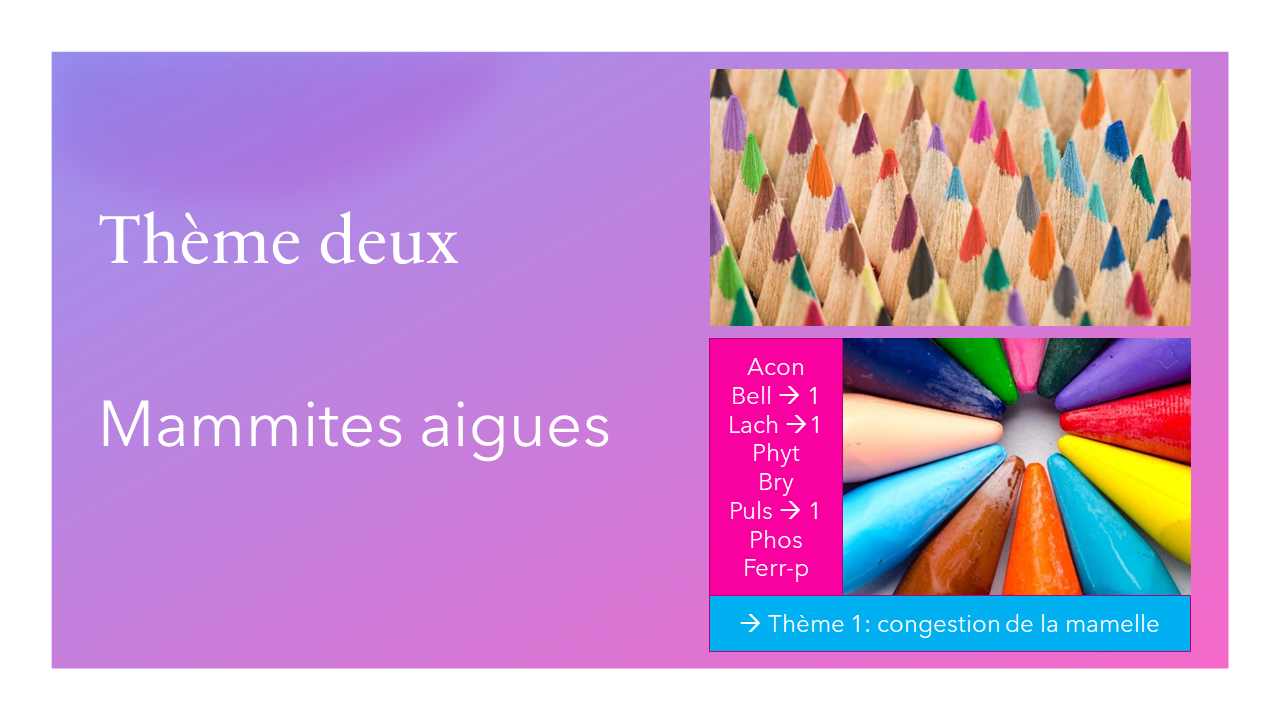 Thème deux
Mammites aigues
Acon
Bell → 1
Lach →1
Phyt
Bry
Puls → 1
Phos
Ferr-p
→ Thème 1: congestion de la mamelle